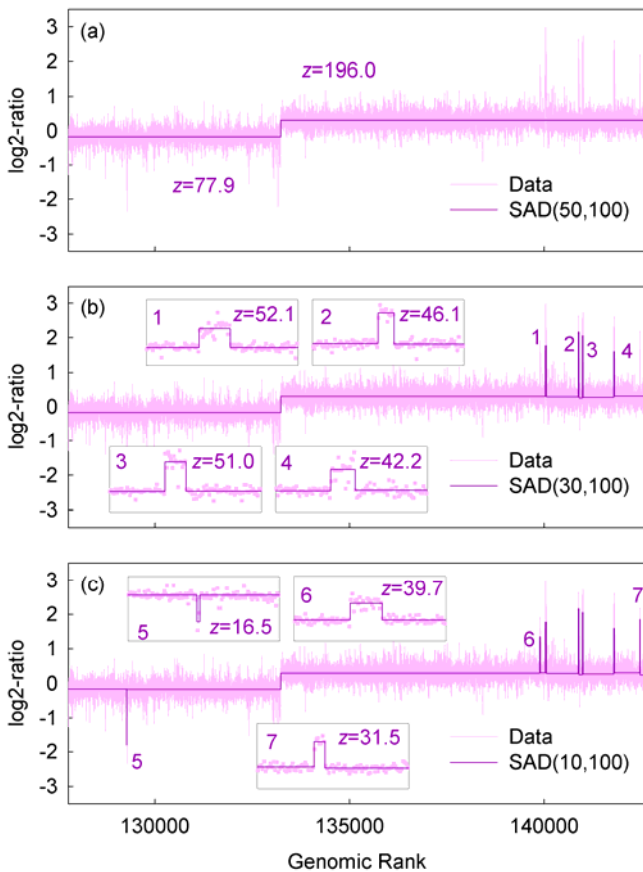 (a)
3
2
1
0
-1
-2
-3
log2-ratio
z=196.0
z=77.9
Data
SAD(50,100)
(b)
3
2
1
0
-1
-2
-3
log2-ratio
1
z=52.1
2
z=46.1
3
z=51.0
4
z=42.2
1
2
3
4
Data
SAD(30,100)
(c)
3
2
1
0
-1
-2
-3
log2-ratio
5
z=16.5
6
z=39.7
7
z=31.5
5
6
7
Data
SAD(10,100)
130000
135000
140000
Genomic Rank